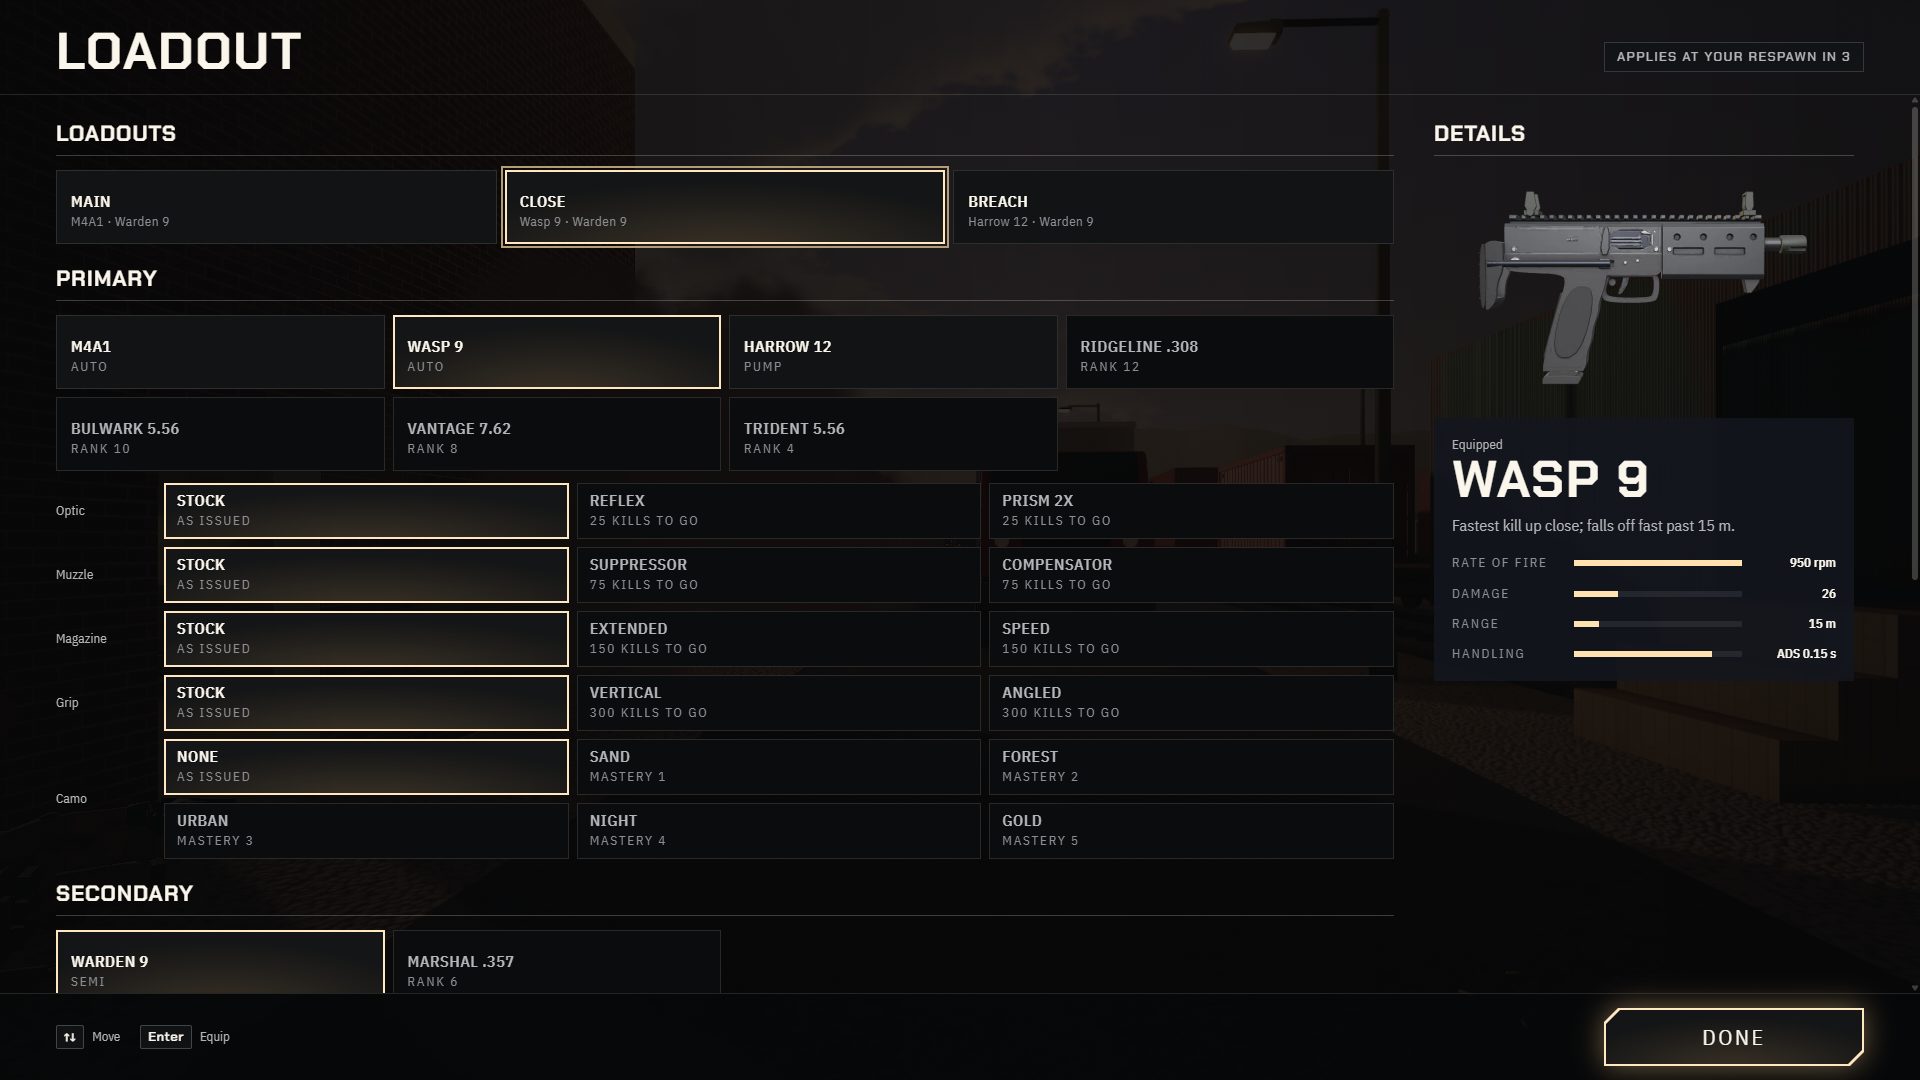 LOADOUT
APPLIES AT YOUR RESPAWN IN 3
LOADOUTS
MAIN
M4A1 · Warden 9
CLOSE
Wasp 9 · Warden 9
BREACH
Harrow 12 · Warden 9
PRIMARY
M4A1
AUTO
WASP 9
AUTO
HARROW 12
PUMP
RIDGELINE .308
RANK 12
BULWARK 5.56
RANK 10
VANTAGE 7.62
RANK 8
TRIDENT 5.56
RANK 4
Optic
STOCK
AS ISSUED
REFLEX
25 KILLS TO GO
PRISM 2X
25 KILLS TO GO
Muzzle
STOCK
AS ISSUED
SUPPRESSOR
75 KILLS TO GO
COMPENSATOR
75 KILLS TO GO
Magazine
STOCK
AS ISSUED
EXTENDED
150 KILLS TO GO
SPEED
150 KILLS TO GO
Grip
STOCK
AS ISSUED
VERTICAL
300 KILLS TO GO
ANGLED
300 KILLS TO GO
Camo
NONE
AS ISSUED
SAND
MASTERY 1
FOREST
MASTERY 2
URBAN
MASTERY 3
NIGHT
MASTERY 4
GOLD
MASTERY 5
SECONDARY
WARDEN 9
SEMI
MARSHAL .357
RANK 6
DETAILS
Equipped
WASP 9
Fastest kill up close; falls off fast past 15 m.
RATE OF FIRE 950 rpm
DAMAGE 26
RANGE 15 m
HANDLING ADS 0.15 s
↑↓ Move Enter Equip
DONE